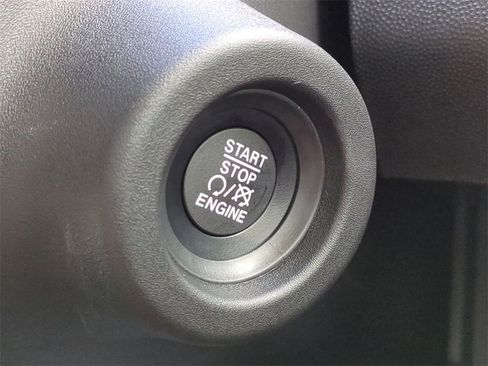 START
STOP
/
ENGINE